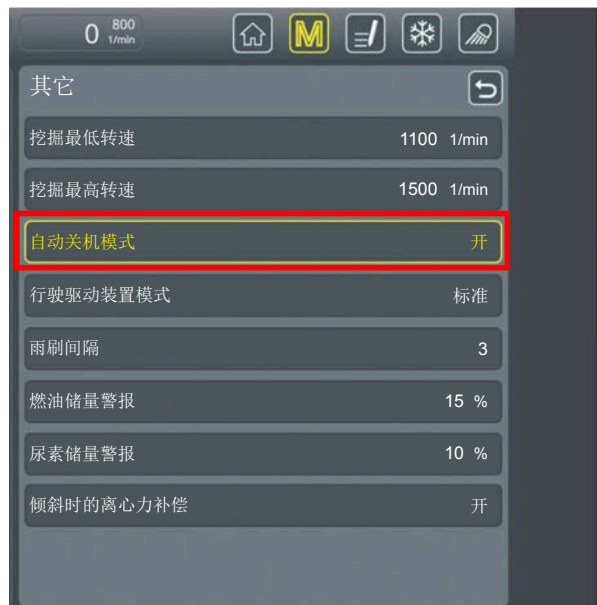 0 800 1/min
M
其它
挖掘最低转速 1100 1/min
挖掘最高转速 1500 1/min
自动关机模式 开
行驶驱动装置模式 标准
雨刷间隔 3
燃油储量警报 15 %
尿素储量警报 10 %
倾斜时的离心力补偿 开